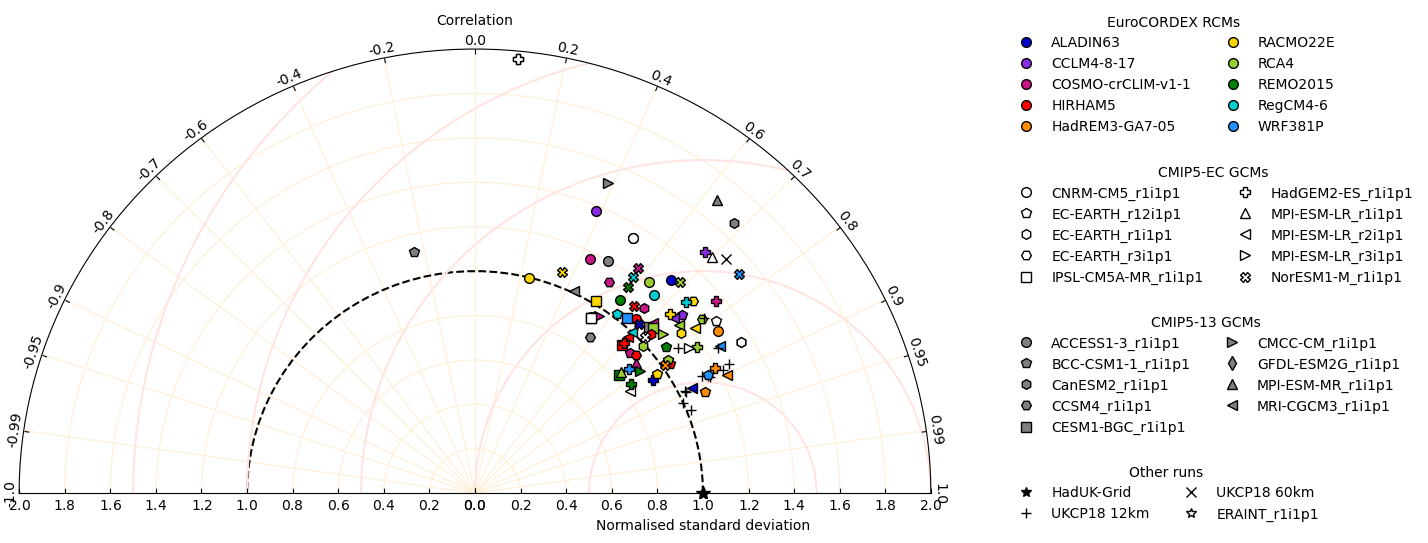 Correlation
0.0
-0.2
0.2
-0.4
0.4
-0.6
0.6
-0.7
0.7
-0.8
0.8
-0.9
0.9
-0.95
0.95
-0.99
0.99
-1.0
1.0
2.0 1.8 1.6 1.4 1.2 1.0 0.8 0.6 0.4 0.2 0.0 0.2 0.4 0.6 0.8 1.0 1.2 1.4 1.6 1.8 2.0
Normalised standard deviation
EuroCORDEX RCMs
ALADIN63 RACMO22E
CCLM4-8-17 RCA4
COSMO-crCLIM-v1-1 REMO2015
HIRHAM5 RegCM4-6
HadREM3-GA7-05 WRF381P
CMIP5-EC GCMs
CNRM-CM5_r1i1p1 HadGEM2-ES_r1i1p1
EC-EARTH_r12i1p1 MPI-ESM-LR_r1i1p1
EC-EARTH_r1i1p1 MPI-ESM-LR_r2i1p1
EC-EARTH_r3i1p1 MPI-ESM-LR_r3i1p1
IPSL-CM5A-MR_r1i1p1 NorESM1-M_r1i1p1
CMIP5-13 GCMs
ACCESS1-3_r1i1p1 CMCC-CM_r1i1p1
BCC-CSM1-1_r1i1p1 GFDL-ESM2G_r1i1p1
CanESM2_r1i1p1 MPI-ESM-MR_r1i1p1
CCSM4_r1i1p1 MRI-CGCM3_r1i1p1
CESM1-BGC_r1i1p1
Other runs
HadUK-Grid UKCP18 60km
UKCP18 12km ERAINT_r1i1p1